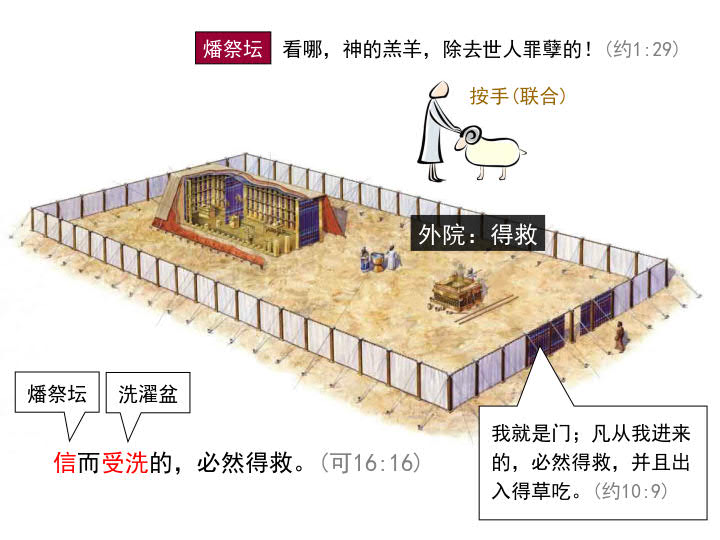 燔祭坛 看哪，神的羔羊，除去世人罪孽的！(约1:29)
按手(联合)
外院：得救
燔祭坛 洗濯盆
信而受洗的，必然得救。(可16:16)
我就是门；凡从我进来
的，必然得救，并且出
入得草吃。(约10:9)